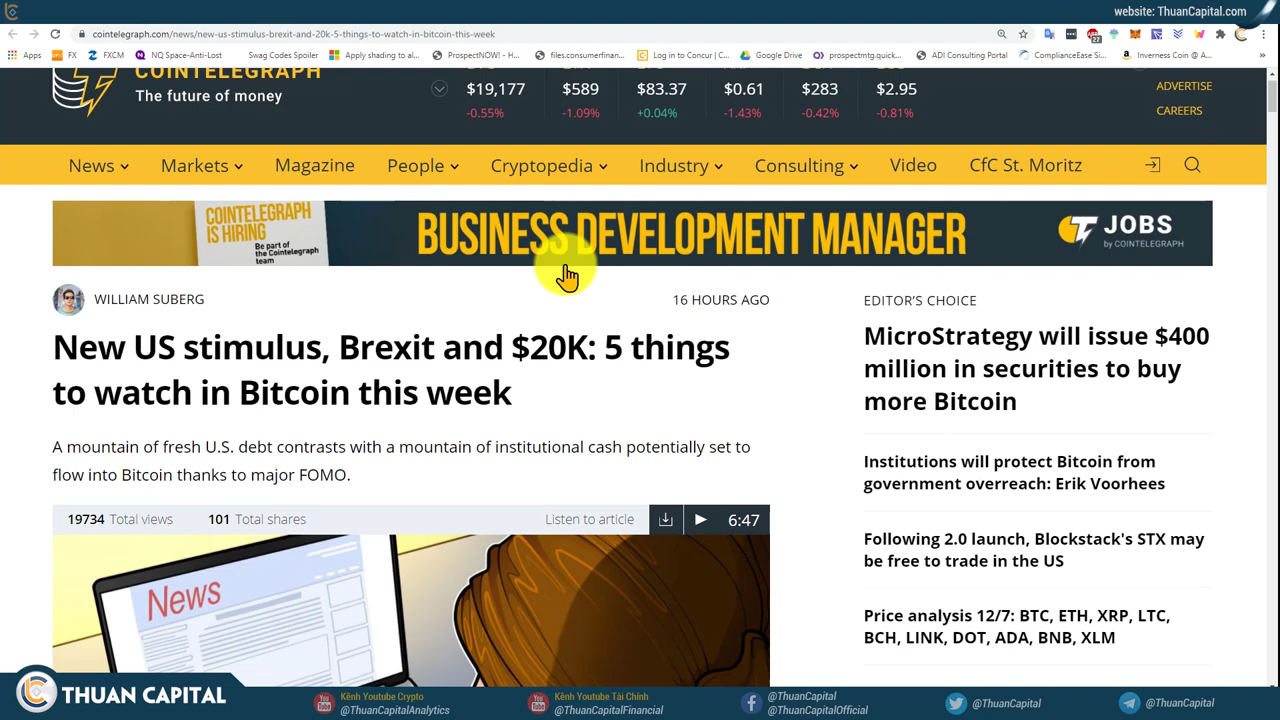 website: ThuanCapital.com
cointelegraph.com/news/new-us-stimulus-brexit-and-20k-5-things-to-watch-in-bitcoin-this-week
Apps FX FXCM NQ Space-Anti-Lost Swag Codes Spoiler Apply shading to al... ProspectNOW! - Ho... files.consumerfinan... Log in to Concur | C... Google Drive prospectmtg.quick... ADI Consulting Portal ComplianceEase Si... Inverness Coin @ A...
27
COINTELEGRAPH
The future of money
$19,177 $589 $83.37 $0.61 $283 $2.95
-0.55% -1.09% +0.04% -1.43% -0.42% -0.81%
ADVERTISE
CAREERS
News Markets Magazine People Cryptopedia Industry Consulting Video CfC St. Moritz
COINTELEGRAPH
IS HIRING
Be part of
the Cointelegraph
team
BUSINESS DEVELOPMENT MANAGER
JOBS
by COINTELEGRAPH
WILLIAM SUBERG
16 HOURS AGO
New US stimulus, Brexit and $20K: 5 things
to watch in Bitcoin this week
A mountain of fresh U.S. debt contrasts with a mountain of institutional cash potentially set to
flow into Bitcoin thanks to major FOMO.
19734 Total views 101 Total shares Listen to article 6:47
News
EDITOR'S CHOICE
MicroStrategy will issue $400
million in securities to buy
more Bitcoin
Institutions will protect Bitcoin from
government overreach: Erik Voorhees
Following 2.0 launch, Blockstack's STX may
be free to trade in the US
Price analysis 12/7: BTC, ETH, XRP, LTC,
BCH, LINK, DOT, ADA, BNB, XLM
THUAN CAPITAL
Kênh Youtube Crypto
@ThuanCapitalAnalytics
Kênh Youtube Tài Chính
@ThuanCapitalFinancial
@ThuanCapital
@ThuanCapitalOfficial
@ThuanCapital
@ThuanCapital